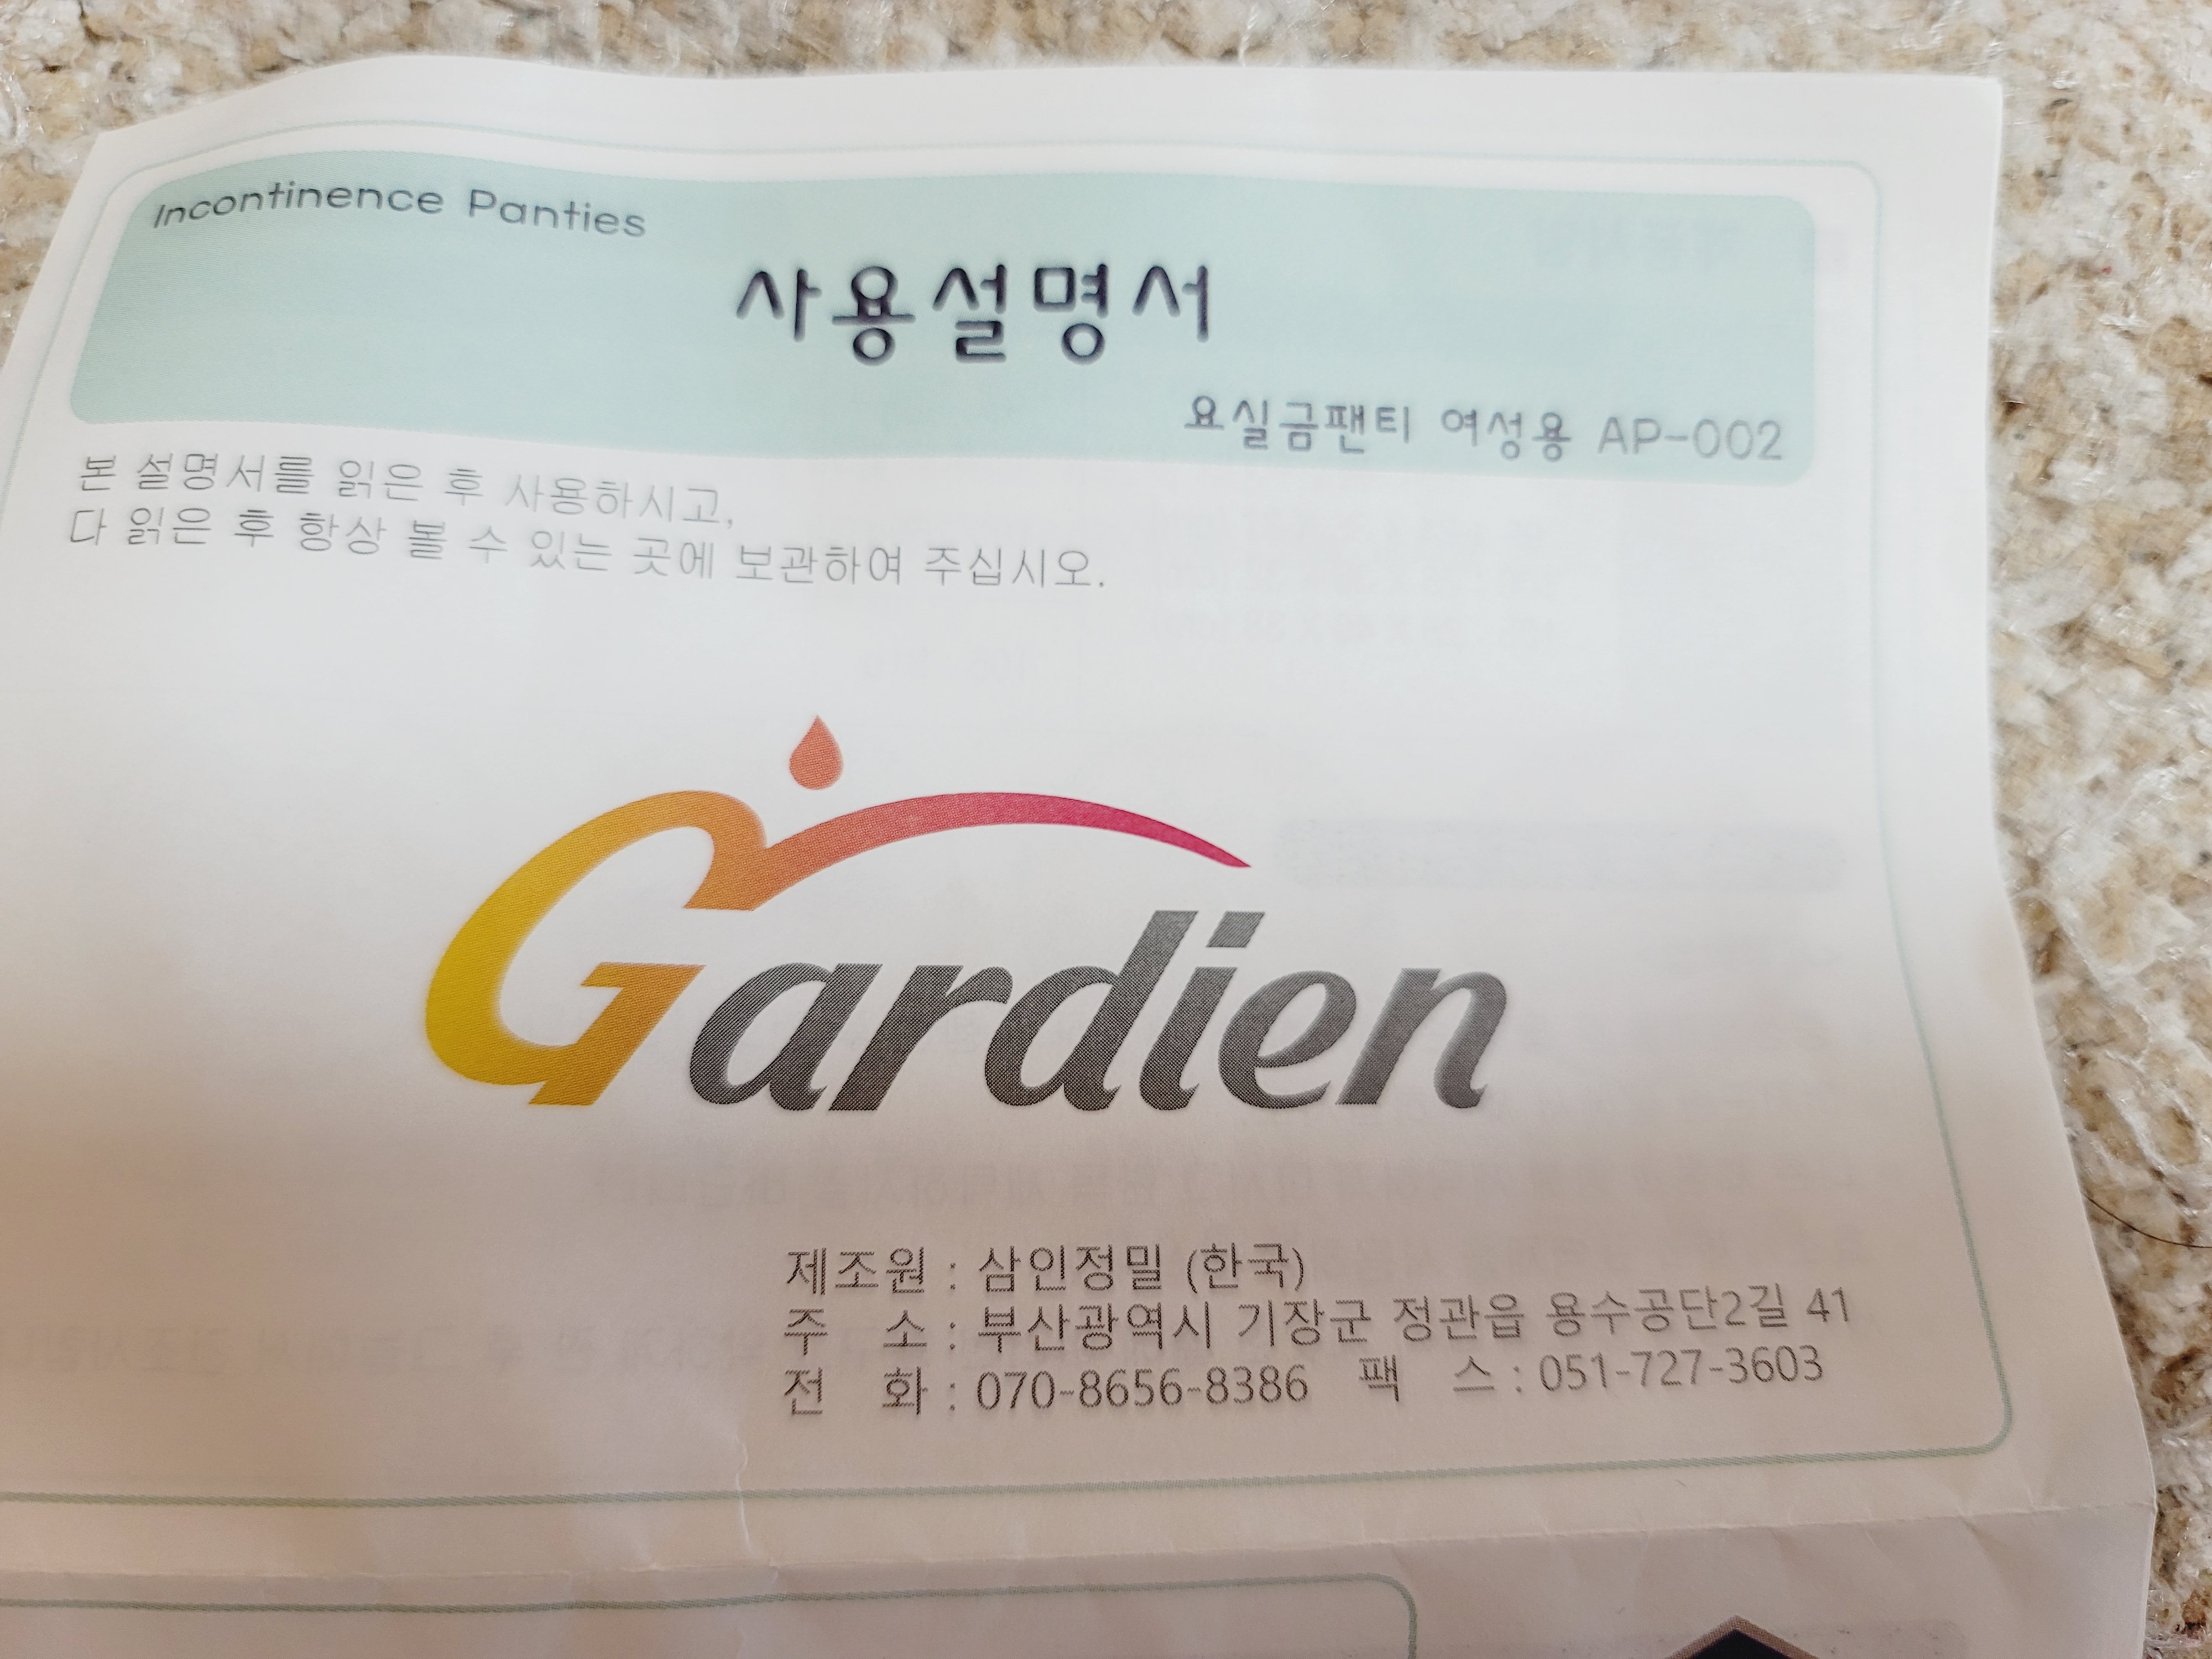 Incontinence Panties
사용설명서
요실금팬티 여성용 AP-002
본 설명서를 읽은 후 사용하시고,
다 읽은 후 항상 볼 수 있는 곳에 보관하여 주십시오.
Gardien
제조원 : 삼인정밀 (한국)
주 소 : 부산광역시 기장군 정관읍 용수공단2길 41
전 화 : 070-8656-8386 팩 스 : 051-727-3603